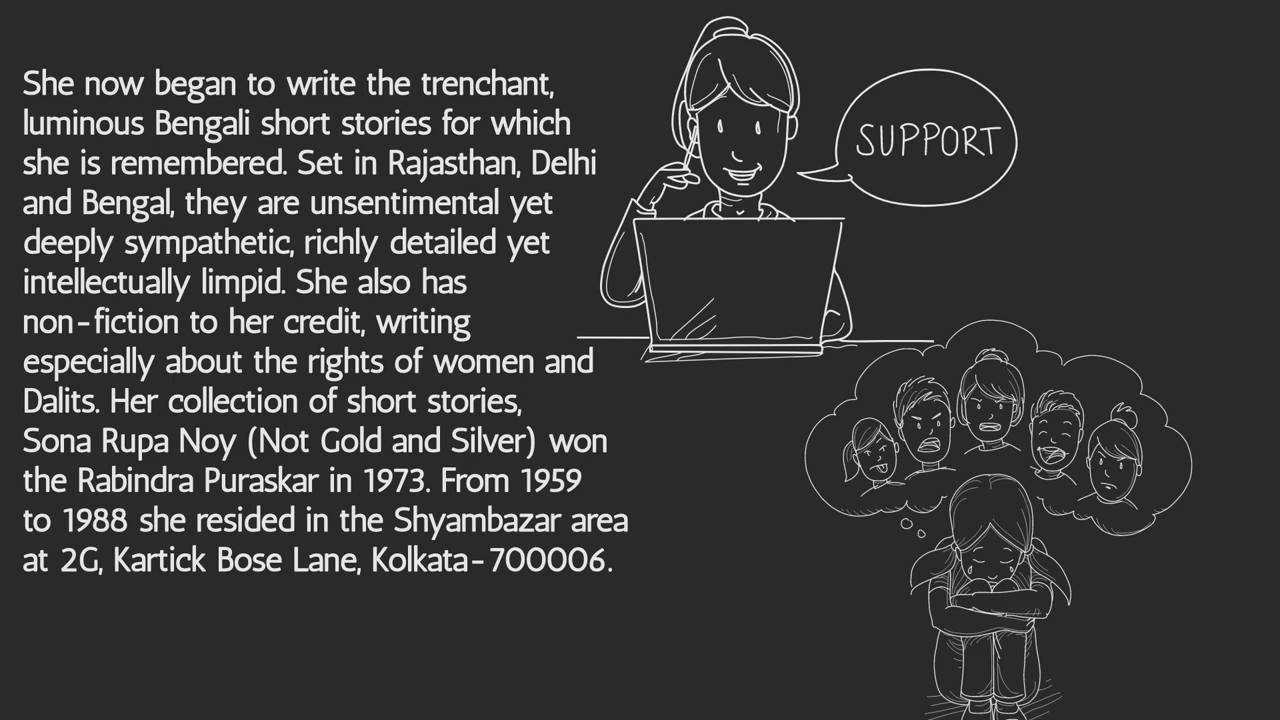 She now began to write the trenchant,
luminous Bengali short stories for which
she is remembered. Set in Rajasthan, Delhi
and Bengal, they are unsentimental yet
deeply sympathetic, richly detailed yet
intellectually limpid. She also has
non-fiction to her credit, writing
especially about the rights of women and
Dalits. Her collection of short stories,
Sona Rupa Noy (Not Gold and Silver) won
the Rabindra Puraskar in 1973. From 1959
to 1988 she resided in the Shyambazar area
at 2G, Kartick Bose Lane, Kolkata-700006.
SUPPORT